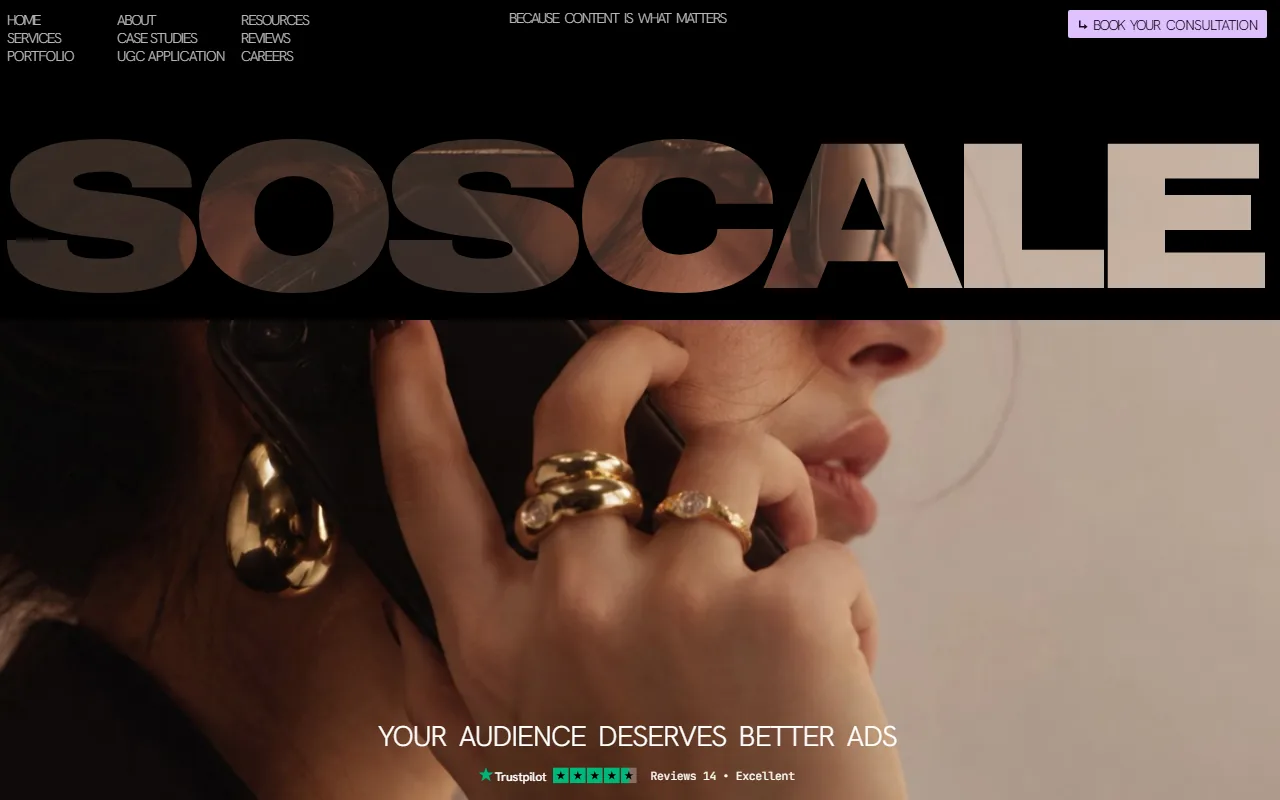 HOME
SERVICES
PORTFOLIO
ABOUT
CASE STUDIES
UGC APPLICATION
RESOURCES
REVIEWS
CAREERS
BECAUSE CONTENT IS WHAT MATTERS
↳ BOOK YOUR CONSULTATION
SOSCALE
YOUR AUDIENCE DESERVES BETTER ADS
Trustpilot
Reviews 14 • Excellent